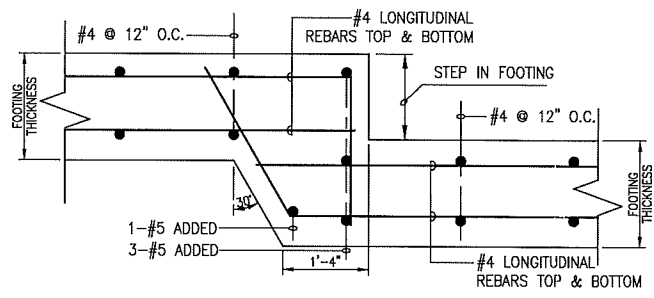 #4 @ 12" O.C.
#4 LONGITUDINAL
REBARS TOP & BOTTOM
STEP IN FOOTING
#4 @ 12" O.C.
FOOTING
THICKNESS
30°
1-#5 ADDED
3-#5 ADDED
1'-4"
FOOTING
THICKNESS
#4 LONGITUDINAL
REBARS TOP & BOTTOM